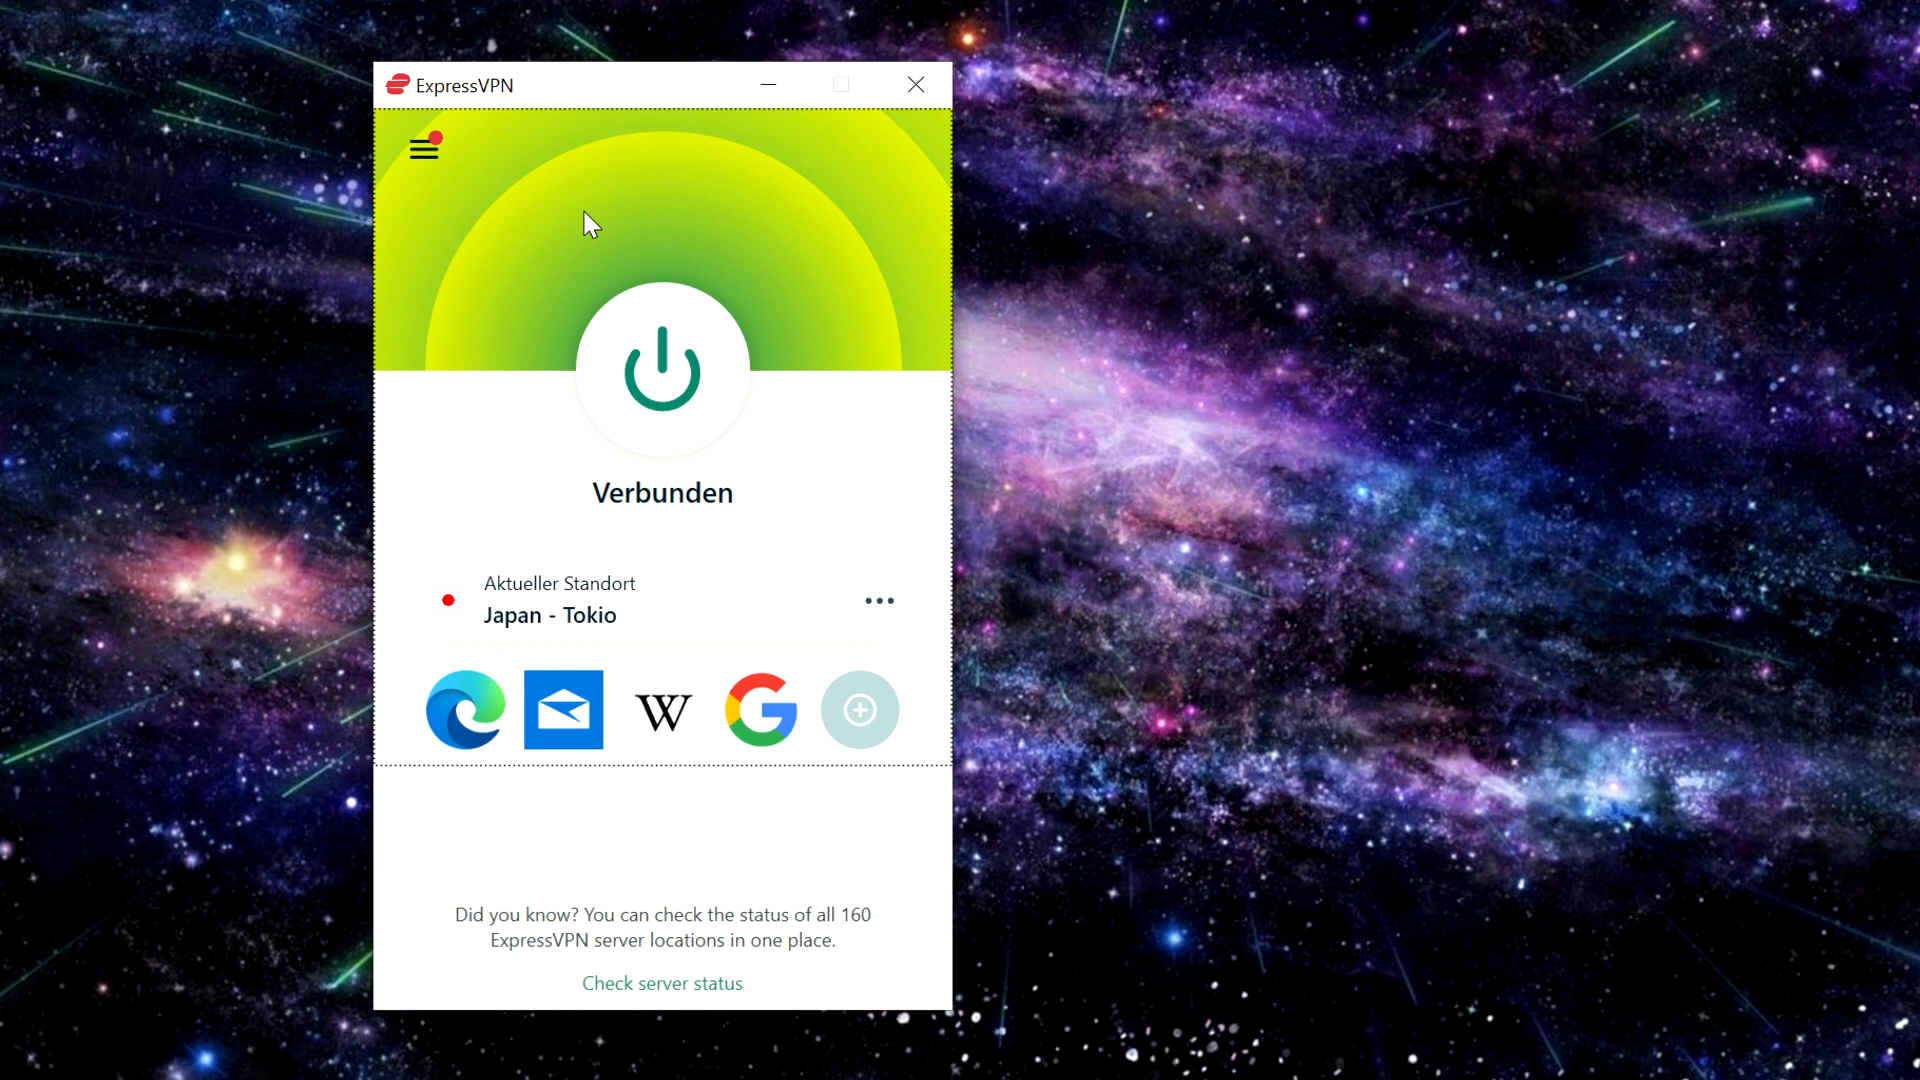 ExpressVPN
Verbunden
Aktueller Standort
Japan - Tokio
W
G
Did you know? You can check the status of all 160
ExpressVPN server locations in one place.
Check server status